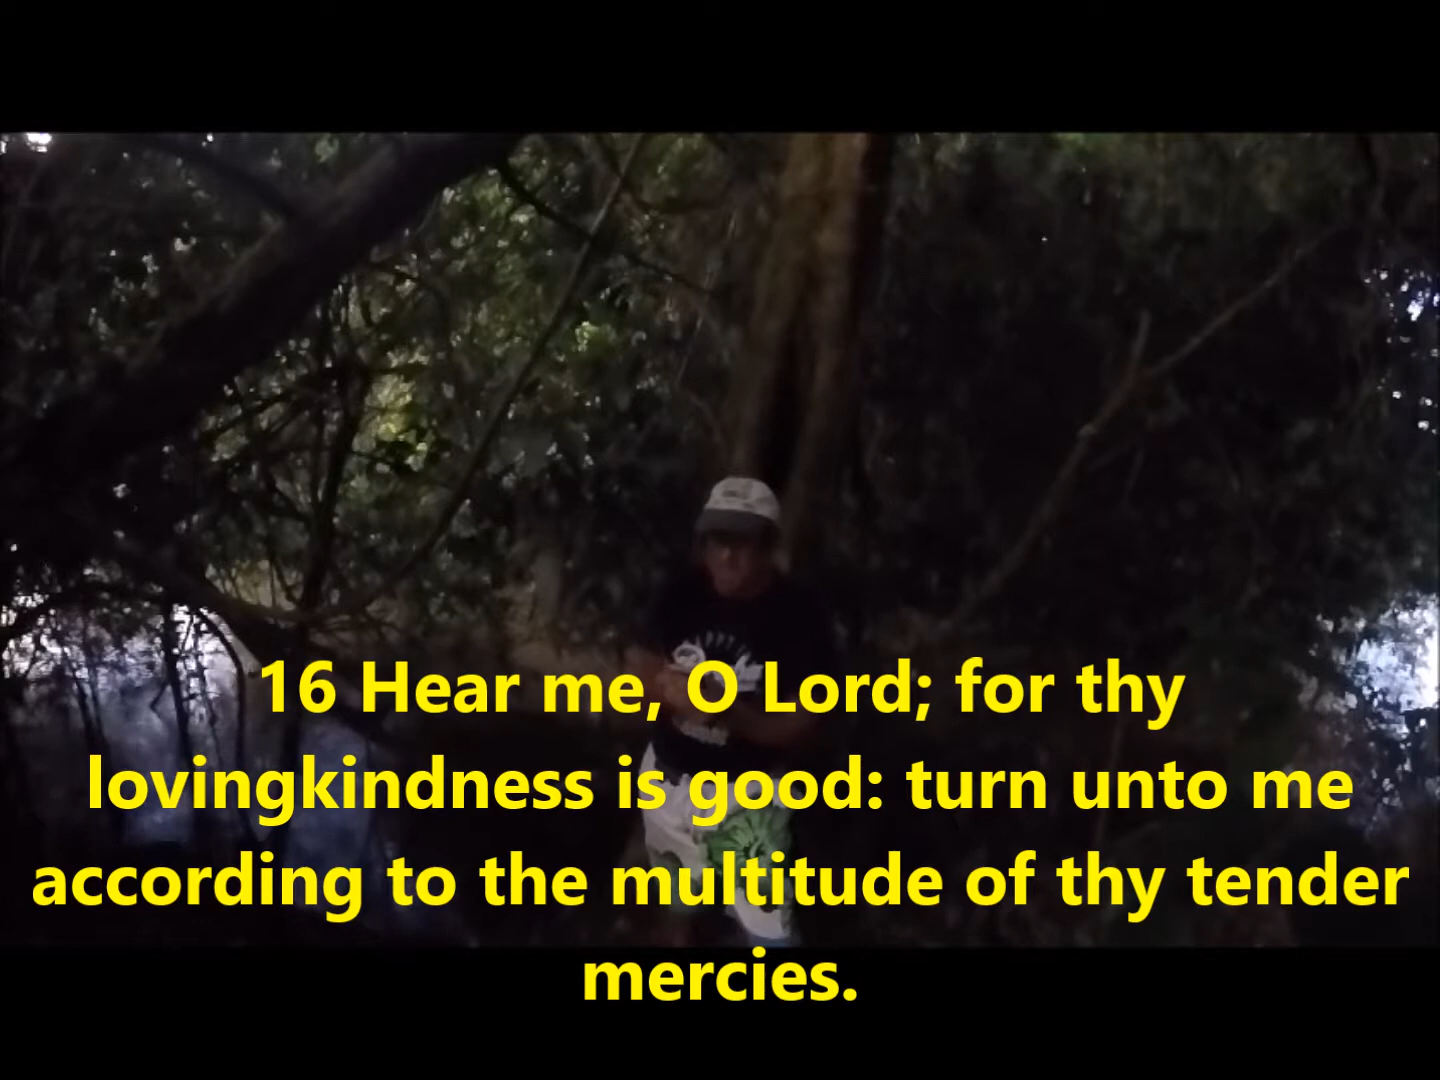 16 Hear me, O Lord; for thy
lovingkindness is good: turn unto me
according to the multitude of thy tender
mercies.